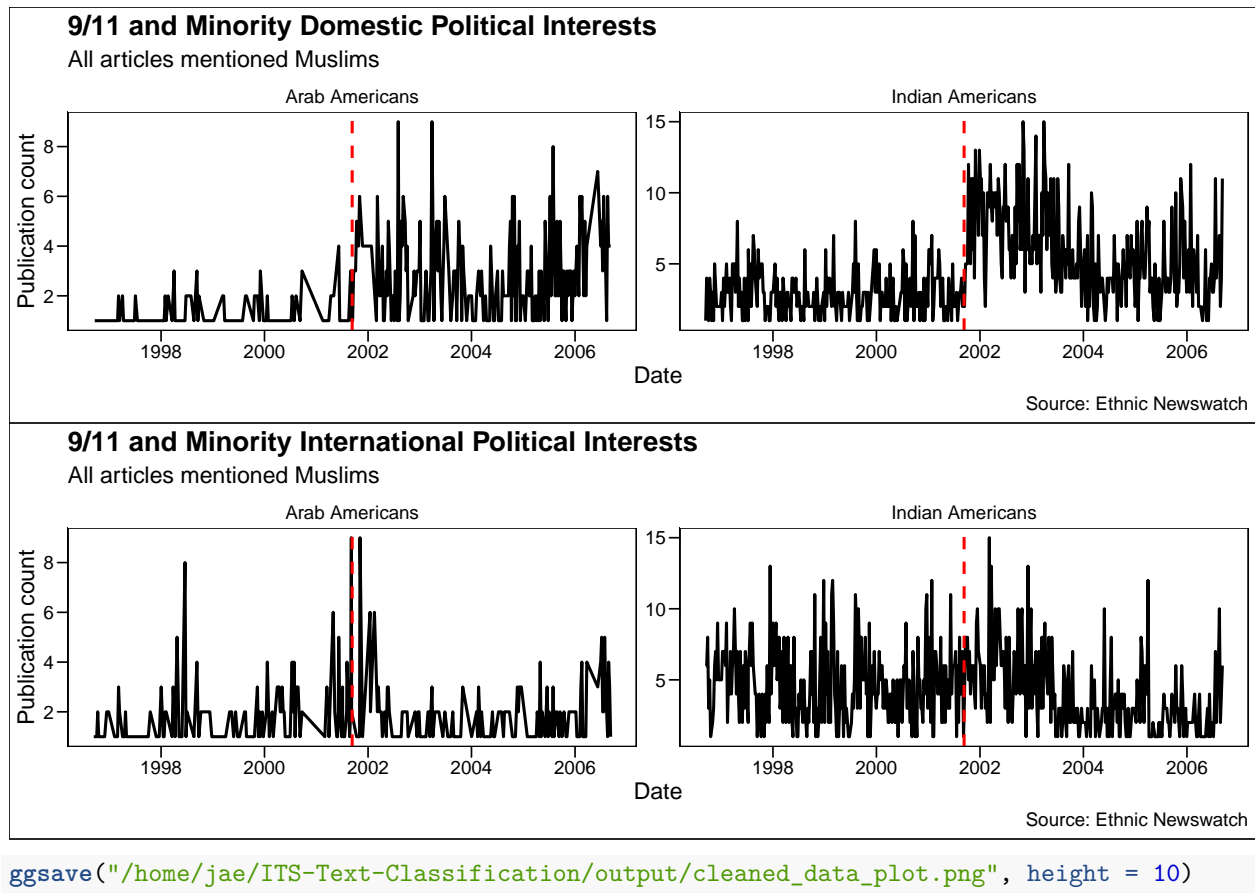 9/11 and Minority Domestic Political Interests
All articles mentioned Muslims
Arab Americans
Indian Americans
Publication count
8
6
4
2
15
10
5
1998
2000
2002
2004
2006
1998
2000
2002
2004
2006
Date
Source: Ethnic Newswatch
9/11 and Minority International Political Interests
All articles mentioned Muslims
Arab Americans
Indian Americans
Publication count
8
6
4
2
15
10
5
1998
2000
2002
2004
2006
1998
2000
2002
2004
2006
Date
Source: Ethnic Newswatch
ggsave("/home/jae/ITS-Text-Classification/output/cleaned_data_plot.png", height = 10)